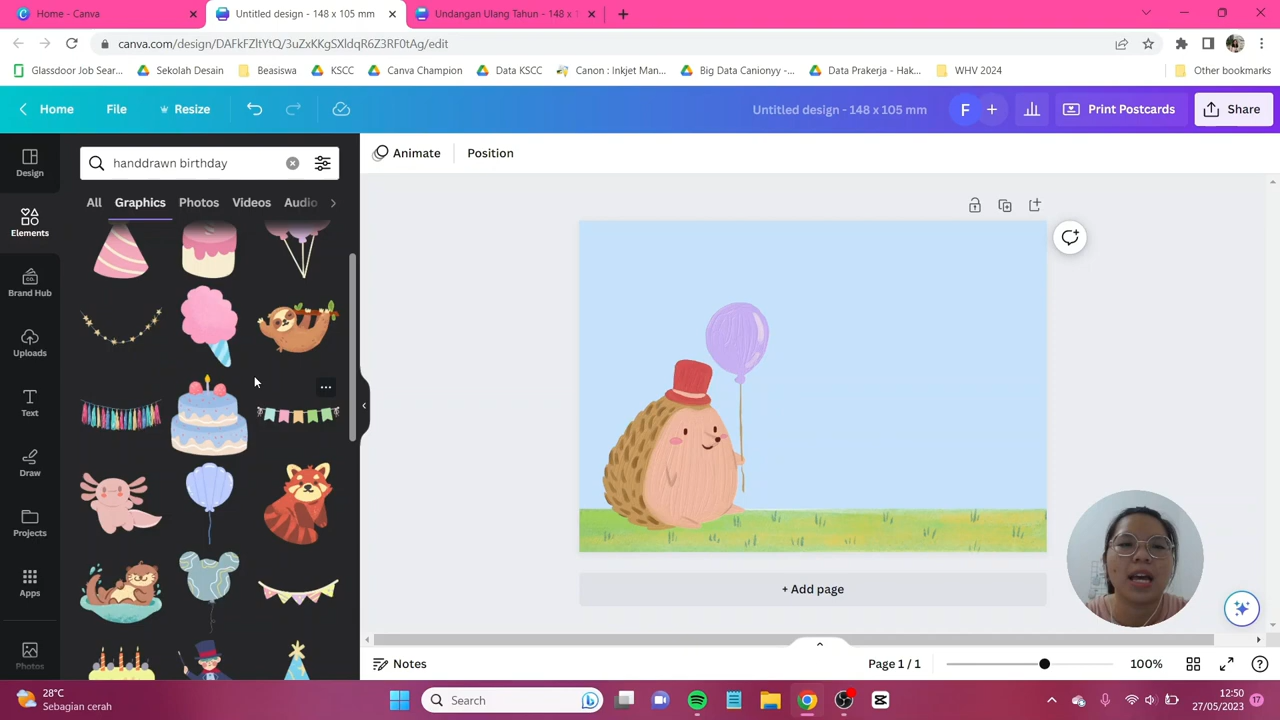 Home - Canva
Untitled design - 148 x 105 mm
Undangan Ulang Tahun - 148 x 1
canva.com/design/DAFkFZltYtQ/3uZxKKgSXldqR6Z3RF0tAg/edit
Glassdoor Job Sear...
Sekolah Desain
Beasiswa
KSCC
Canva Champion
Data KSCC
Canon : Inkjet Man...
Big Data Canionyy -...
Data Prakerja - Hak...
WHV 2024
Other bookmarks
Home
File
Resize
Untitled design - 148 x 105 mm
F
Print Postcards
Share
Design
handdrawn birthday
Animate
Position
Elements
All
Graphics
Photos
Videos
Audio
Brand Hub
Uploads
Text
Draw
Projects
Apps
Photos
+ Add page
Notes
Page 1 / 1
100%
28°C
Sebagian cerah
Search
12:50
27/05/2023
17